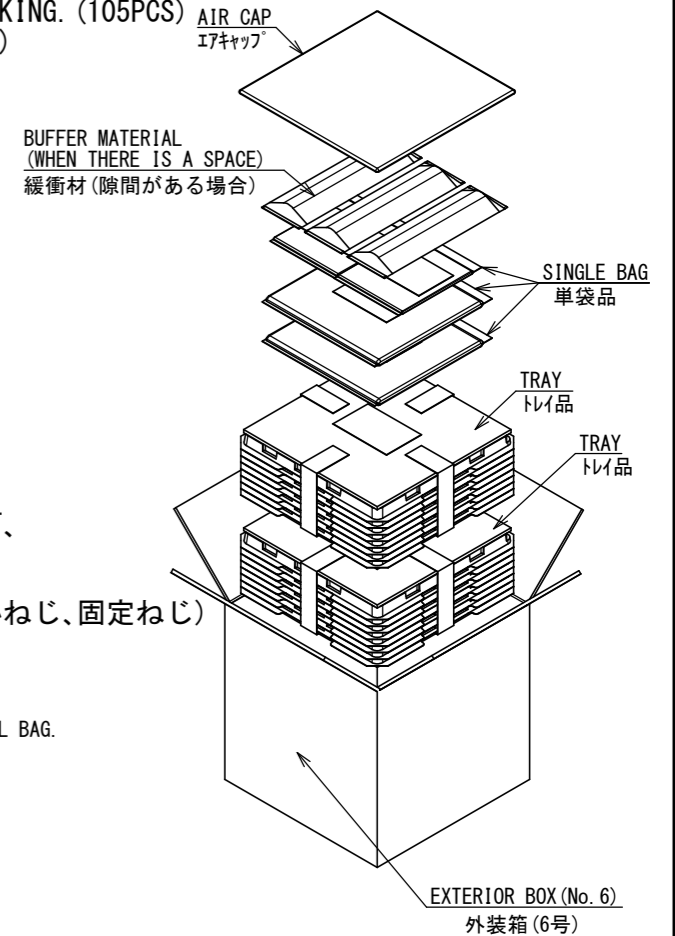 KING. (105PCS)
)
AIR CAP
エアキャップ
BUFFER MATERIAL
(WHEN THERE IS A SPACE)
緩衝材(隙間がある場合)
SINGLE BAG
単袋品
TRAY
トレイ品
TRAY
トレイ品
、
ねじ、固定ねじ)
L BAG.
EXTERIOR BOX(No.6)
外装箱(6号)